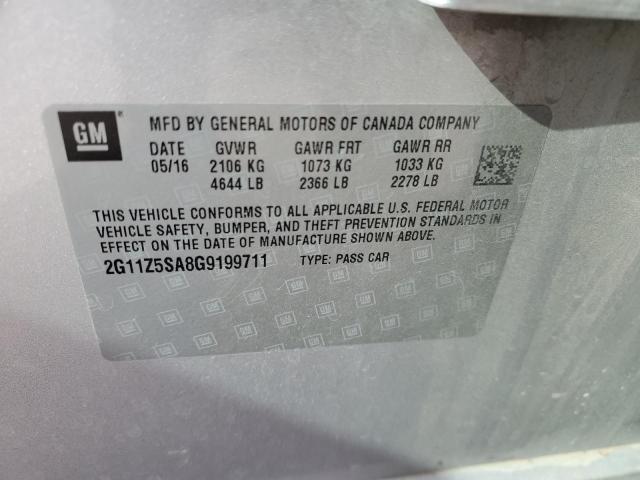 GM ®
MFD BY GENERAL MOTORS OF CANADA COMPANY
DATE GVWR GAWR FRT GAWR RR
05/16 2106 KG 1073 KG 1033 KG
4644 LB 2366 LB 2278 LB
THIS VEHICLE CONFORMS TO ALL APPLICABLE U.S. FEDERAL MOTOR
VEHICLE SAFETY, BUMPER, AND THEFT PREVENTION STANDARDS IN
EFFECT ON THE DATE OF MANUFACTURE SHOWN ABOVE.
2G11Z5SA8G9199711 TYPE: PASS CAR